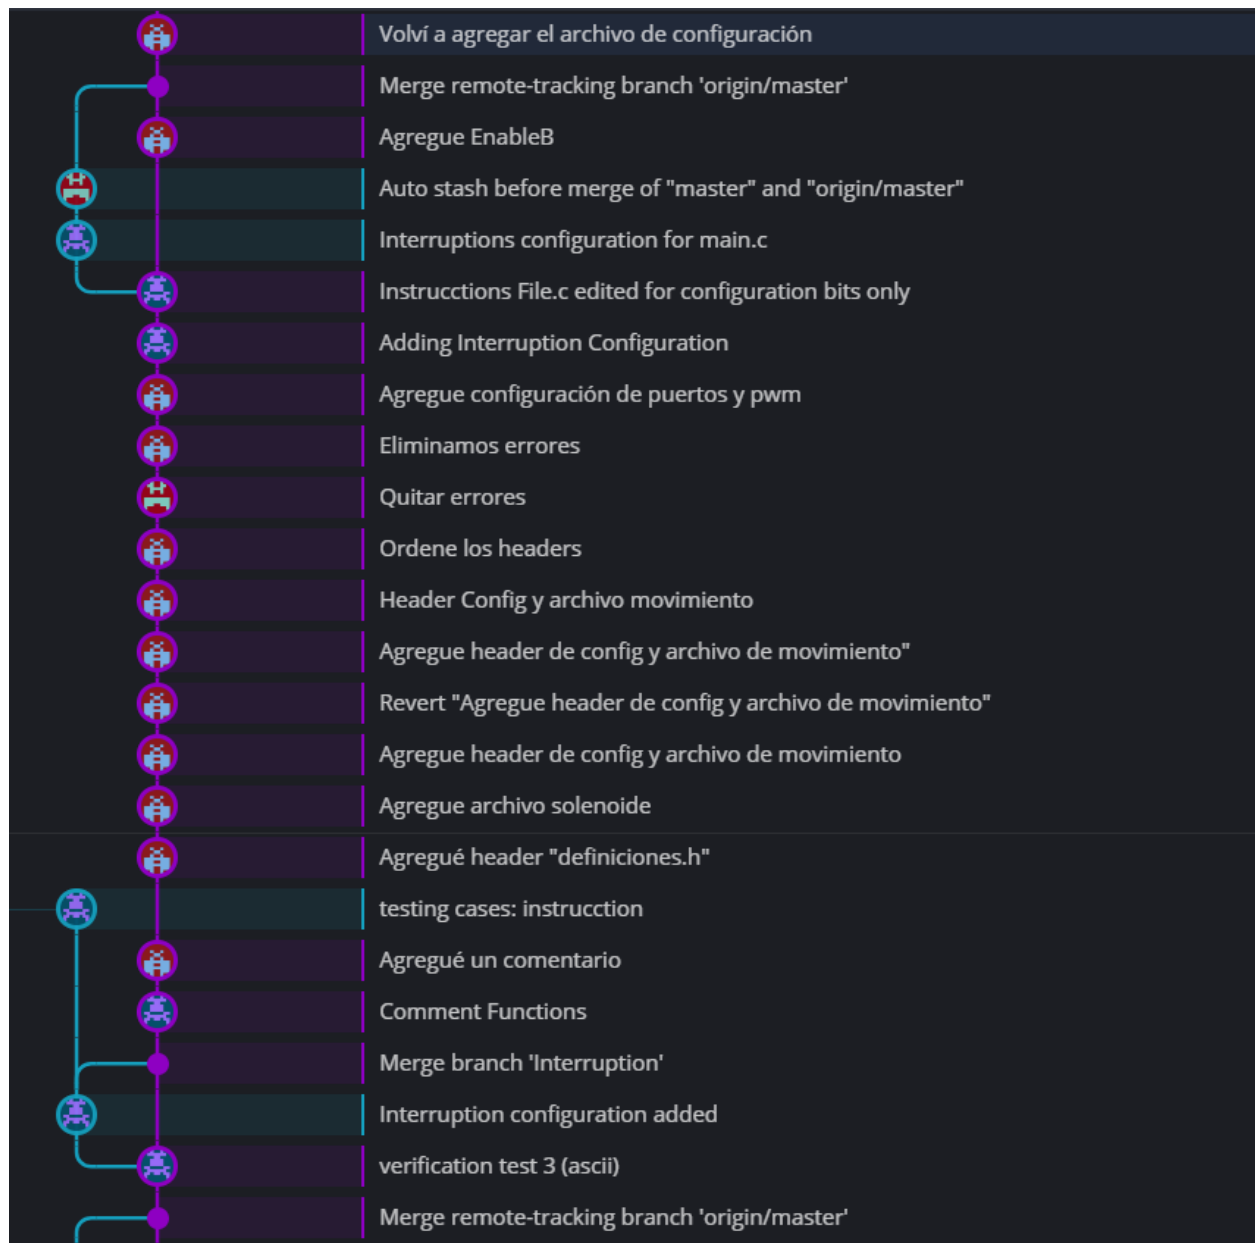 Volví a agregar el archivo de configuración
Merge remote-tracking branch 'origin/master'
Agregue EnableB
Auto stash before merge of "master" and "origin/master"
Interruptions configuration for main.c
Instrucctions File.c edited for configuration bits only
Adding Interruption Configuration
Agregue configuración de puertos y pwm
Eliminamos errores
Quitar errores
Ordene los headers
Header Config y archivo movimiento
Agregue header de config y archivo de movimiento"
Revert "Agregue header de config y archivo de movimiento"
Agregue header de config y archivo de movimiento
Agregue archivo solenoide
Agregué header "definiciones.h"
testing cases: instrucction
Agregué un comentario
Comment Functions
Merge branch 'Interruption'
Interruption configuration added
verification test 3 (ascii)
Merge remote-tracking branch 'origin/master'